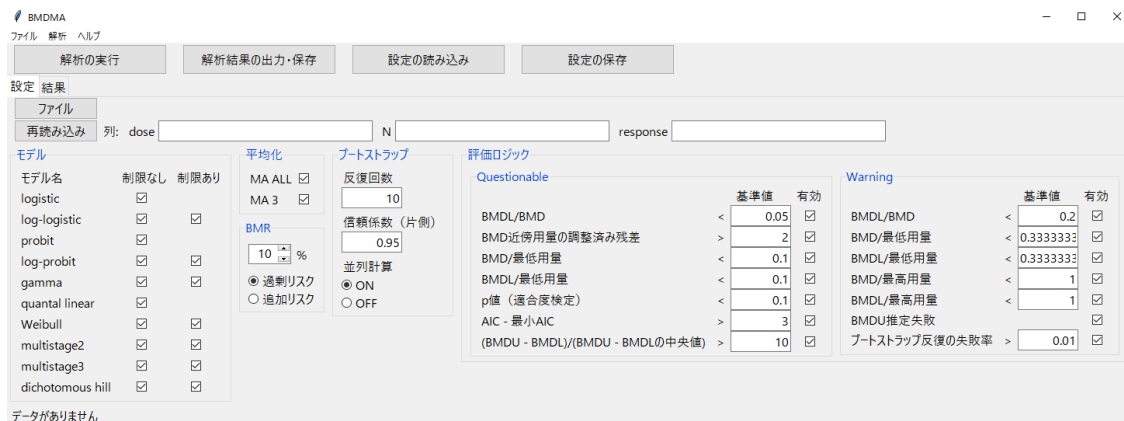 BMDMA
ファイル 解析 ヘルプ
解析の実行 解析結果の出力・保存 設定の読み込み 設定の保存
設定 結果
ファイル
再読み込み 列: dose N response
モデル
モデル名 制限なし 制限あり
logistic
log-logistic
probit
log-probit
gamma
quantal linear
Weibull
multistage2
multistage3
dichotomous hill
平均化
MA ALL
MA 3
BMR
10 %
過剰リスク
追加リスク
ブートストラップ
反復回数
10
信頼係数（片側）
0.95
並列計算
ON
OFF
評価ロジック
Questionable
基準値 有効
BMDL/BMD < 0.05
BMD近傍用量の調整済み残差 > 2
BMD/最低用量 < 0.1
BMDL/最低用量 < 0.1
p値（適合度検定） < 0.1
AIC - 最小AIC > 3
(BMDU - BMDL)/(BMDU - BMDLの中央値) > 10
Warning
基準値 有効
BMDL/BMD < 0.2
BMD/最低用量 < 0.3333333
BMDL/最低用量 < 0.3333333
BMD/最高用量 < 1
BMDL/最高用量 < 1
BMDU推定失敗
ブートストラップ反復の失敗率 > 0.01
データがありません